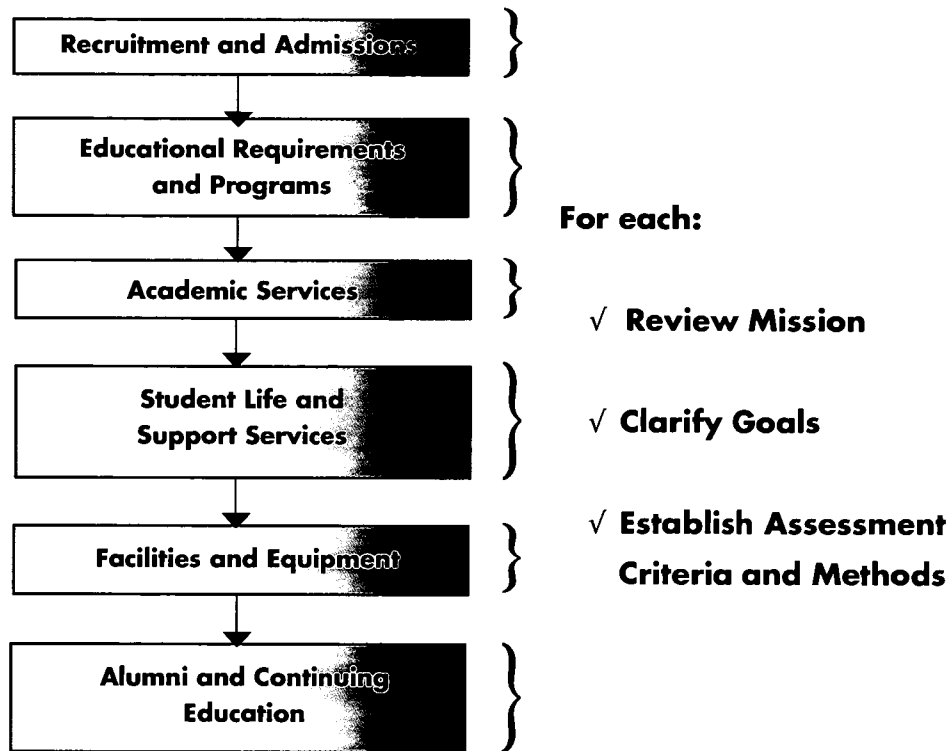 Recruitment and Admissions
Educational Requirements
and Programs
Academic Services
Student Life and
Support Services
Facilities and Equipment
Alumni and Continuing
Education
For each:
√ Review Mission
√ Clarify Goals
√ Establish Assessment
Criteria and Methods